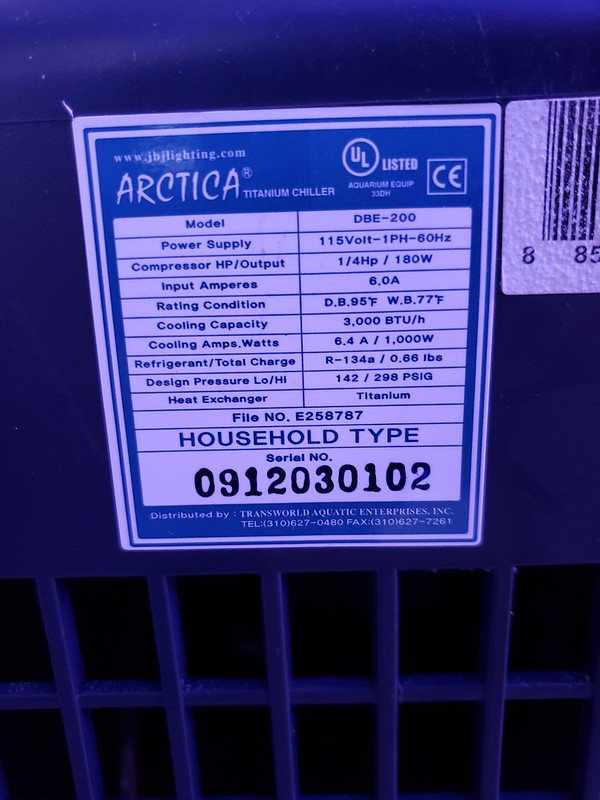 www.jbjlighting.com
ARCTICA® TITANIUM CHILLER
UL LISTED
AQUARIUM EQUIP
33DH
CE
Model DBE-200
Power Supply 115Volt-1PH-60Hz
Compressor HP/Output 1/4Hp / 180W
Input Amperes 6.0A
Rating Condition D.B.95℉ W.B.77℉
Cooling Capacity 3,000 BTU/h
Cooling Amps.Watts 6.4 A / 1,000W
Refrigerant/Total Charge R-134a / 0.66 lbs
Design Pressure Lo/Hi 142 / 298 PSIG
Heat Exchanger Titanium
File NO. E258787
HOUSEHOLD TYPE
Serial NO.
0912030102
Distributed by : TRANSWORLD AQUATIC ENTERPRISES, INC.
TEL:(310)627-0480 FAX:(310)627-7261
8 85